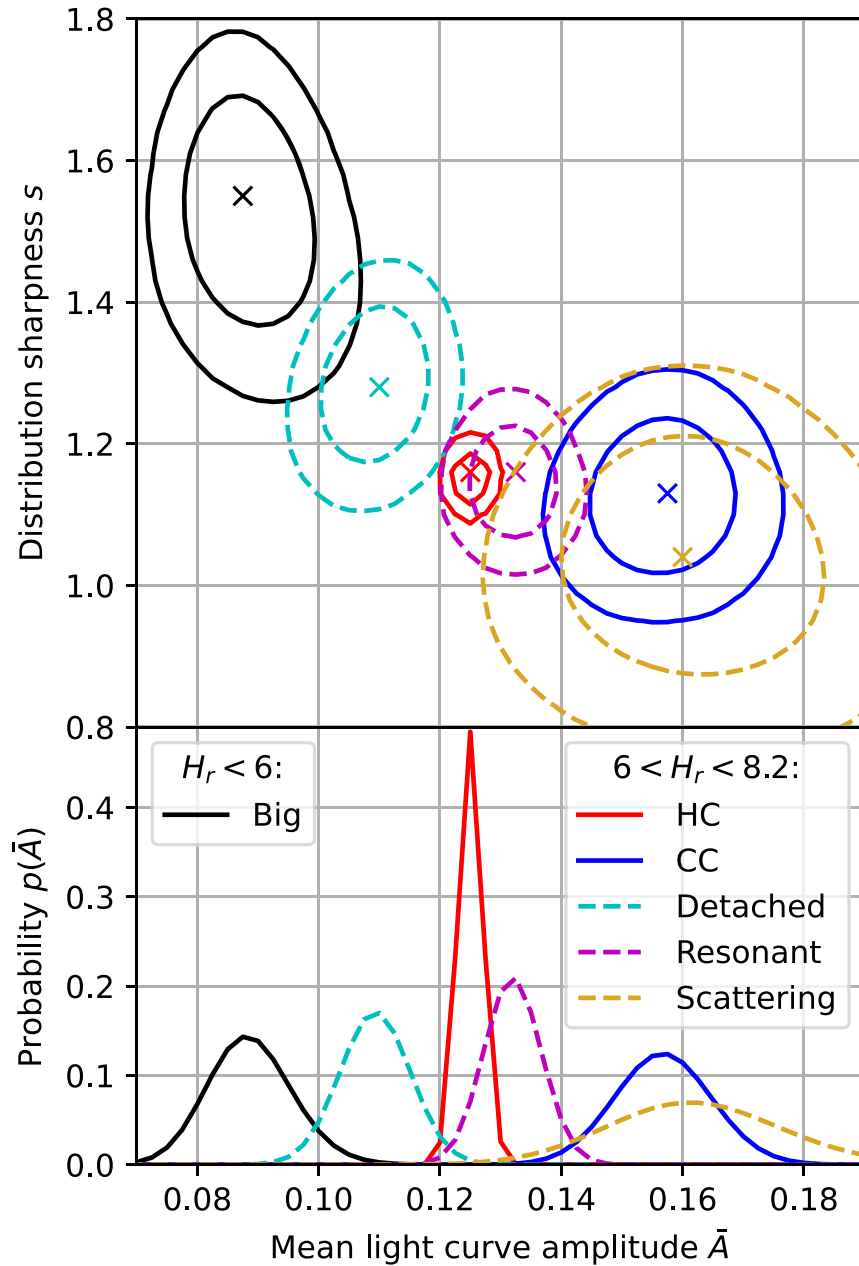 1.8
1.6
1.4
1.2
1.0
0.8
Distribution sharpness s
0.4
0.3
0.2
0.1
0.0
Probability p(Ā)
H_r < 6:
Big
6 < H_r < 8.2:
HC
CC
Detached
Resonant
Scattering
0.08 0.10 0.12 0.14 0.16 0.18
Mean light curve amplitude Ā